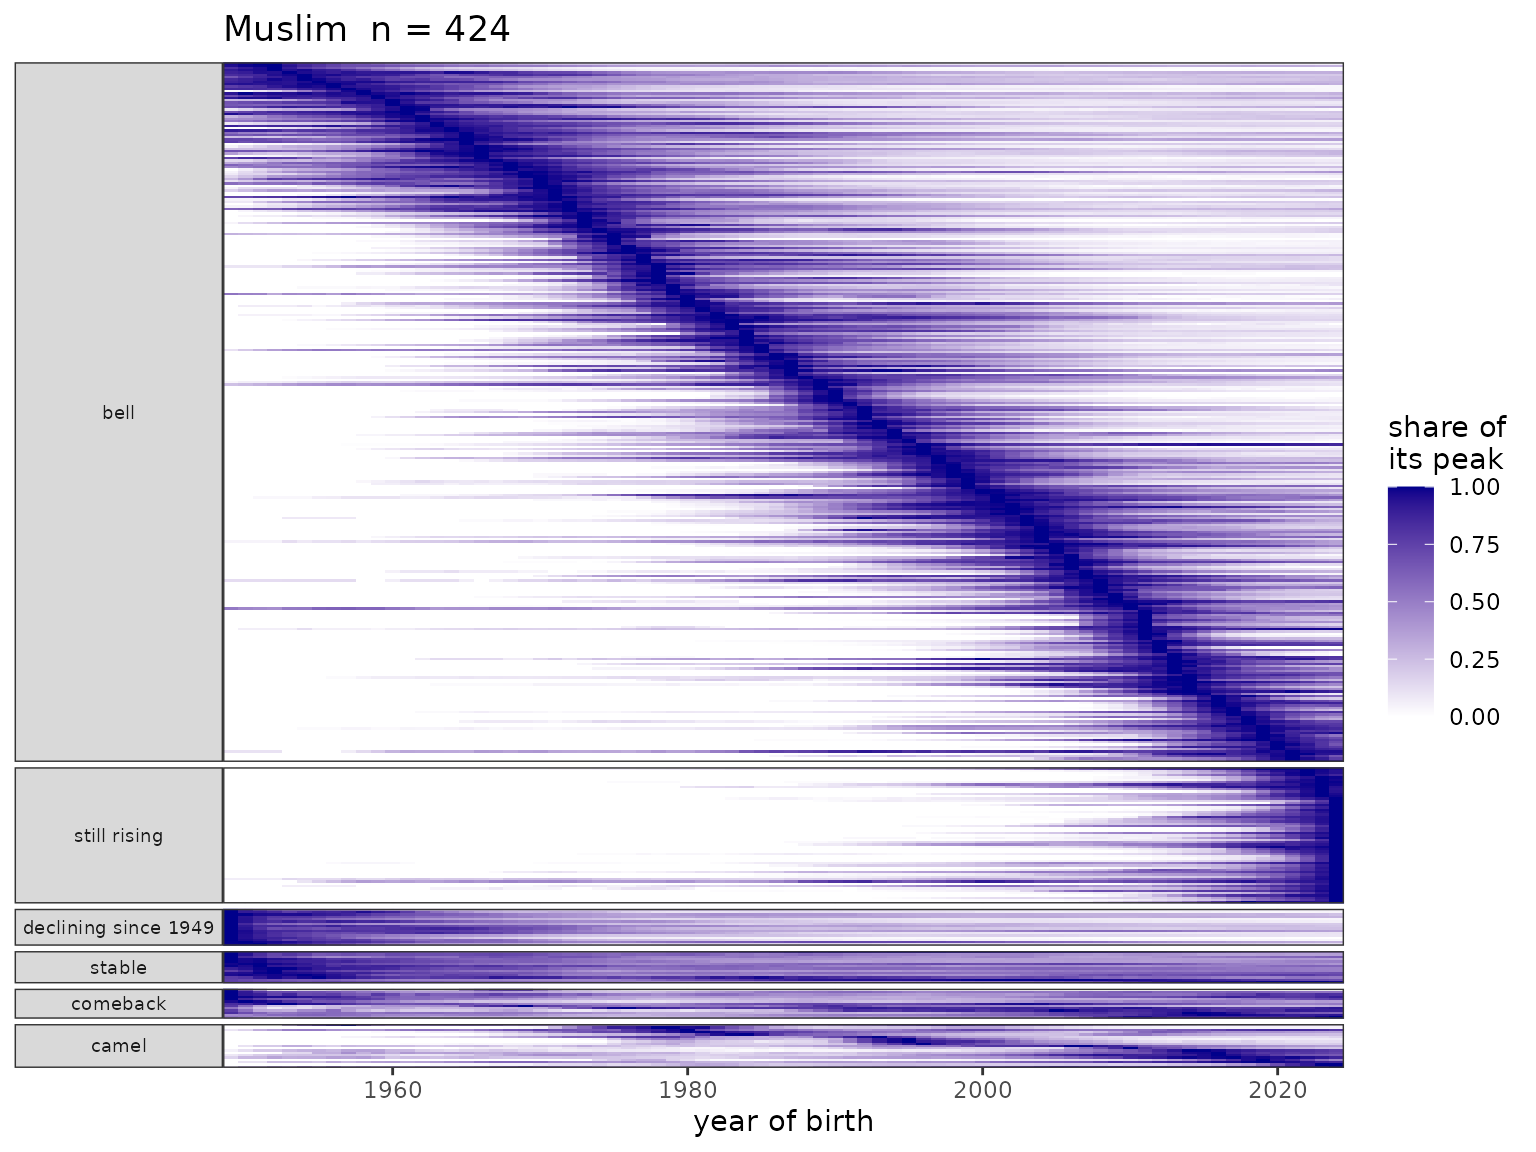 Muslim  n = 424
bell
still rising
declining since 1949
stable
comeback
camel
1960
1980
2000
2020
year of birth
share of
its peak
1.00
0.75
0.50
0.25
0.00